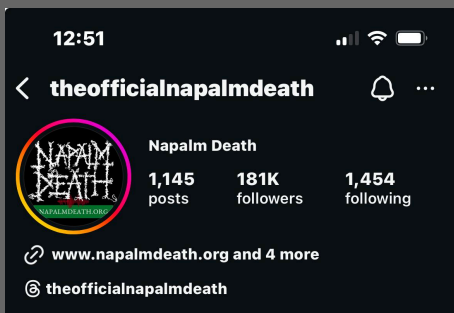 12:51
theofficialnapalmdeath
NAPALM
DEATH
NAPALMDEATH.ORG
Napalm Death
1,145 181K 1,454
posts followers following
www.napalmdeath.org and 4 more
theofficialnapalmdeath